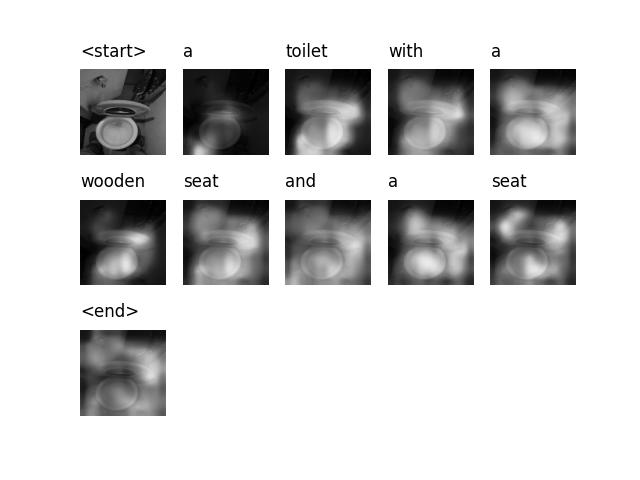 <start> a toilet with a
wooden seat and a seat
<end>